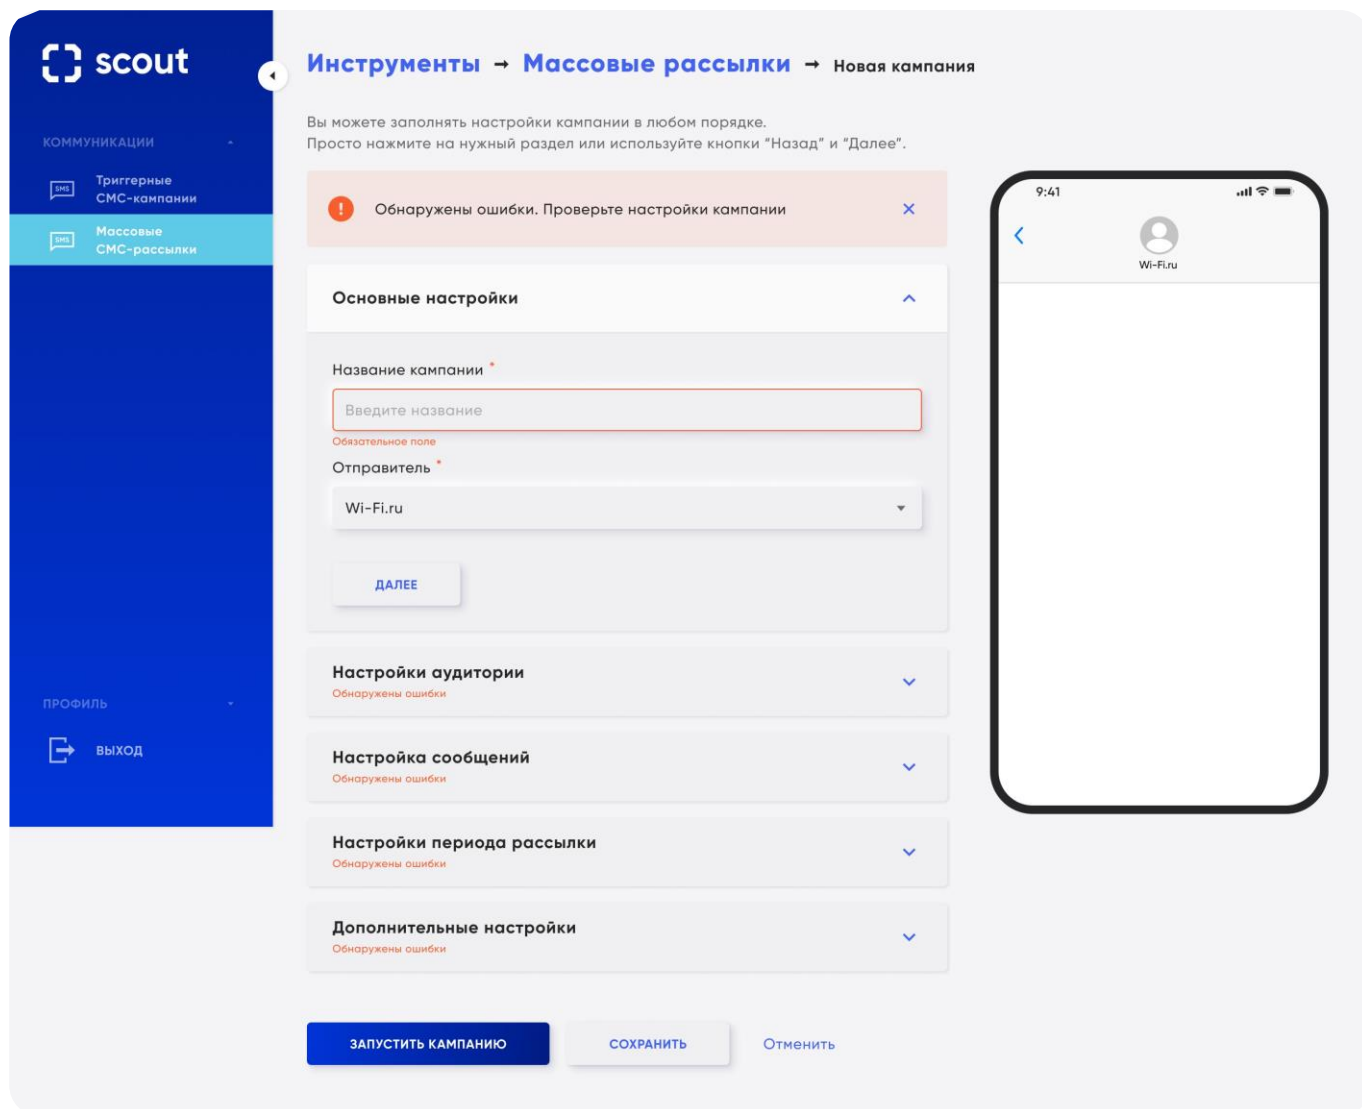 scout
Инструменты → Массовые рассылки → Новая кампания
КОММУНИКАЦИИ
SMS
Триггерные
СМС-кампании
SMS
Массовые
СМС-рассылки
ПРОФИЛЬ
ВЫХОД
Вы можете заполнять настройки кампании в любом порядке.
Просто нажмите на нужный раздел или используйте кнопки "Назад" и "Далее".
! Обнаружены ошибки. Проверьте настройки кампании
Основные настройки
Название кампании *
Введите название
Обязательное поле
Отправитель *
Wi-Fi.ru
ДАЛЕЕ
Настройки аудитории
Обнаружены ошибки
Настройка сообщений
Обнаружены ошибки
Настройки периода рассылки
Обнаружены ошибки
Дополнительные настройки
Обнаружены ошибки
ЗАПУСТИТЬ КАМПАНИЮ
СОХРАНИТЬ
Отменить
9:41
Wi-Fi.ru